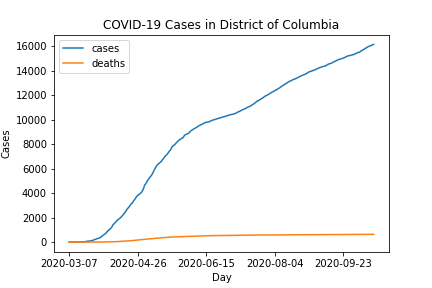 COVID-19 Cases in District of Columbia
cases
deaths
16000
14000
12000
10000
8000
6000
4000
2000
0
Cases
2020-03-07 2020-04-26 2020-06-15 2020-08-04 2020-09-23
Day